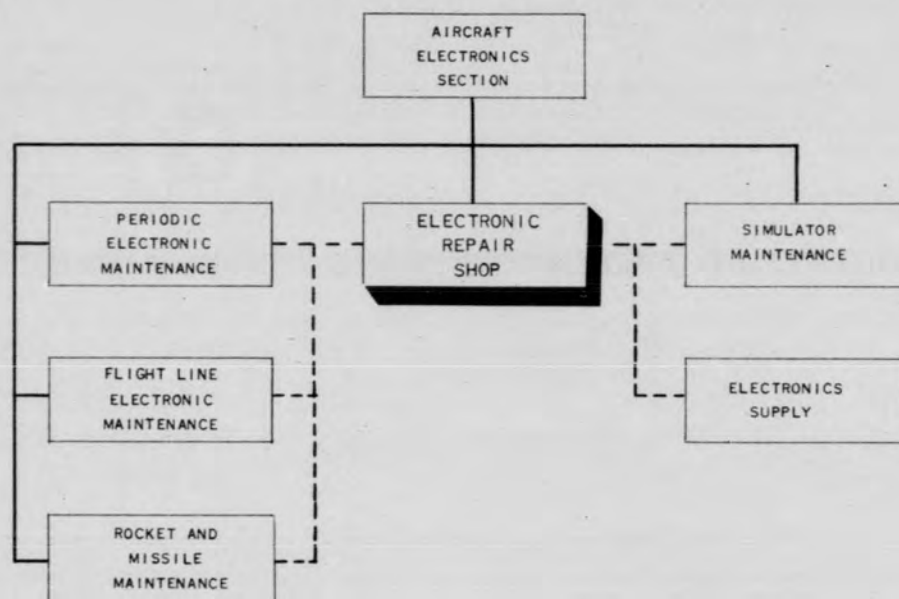 AIRCRAFT
ELECTRONICS
SECTION
PERIODIC
ELECTRONIC
MAINTENANCE
ELECTRONIC
REPAIR
SHOP
SIMULATOR
MAINTENANCE
FLIGHT LINE
ELECTRONIC
MAINTENANCE
ELECTRONICS
SUPPLY
ROCKET AND
MISSILE
MAINTENANCE